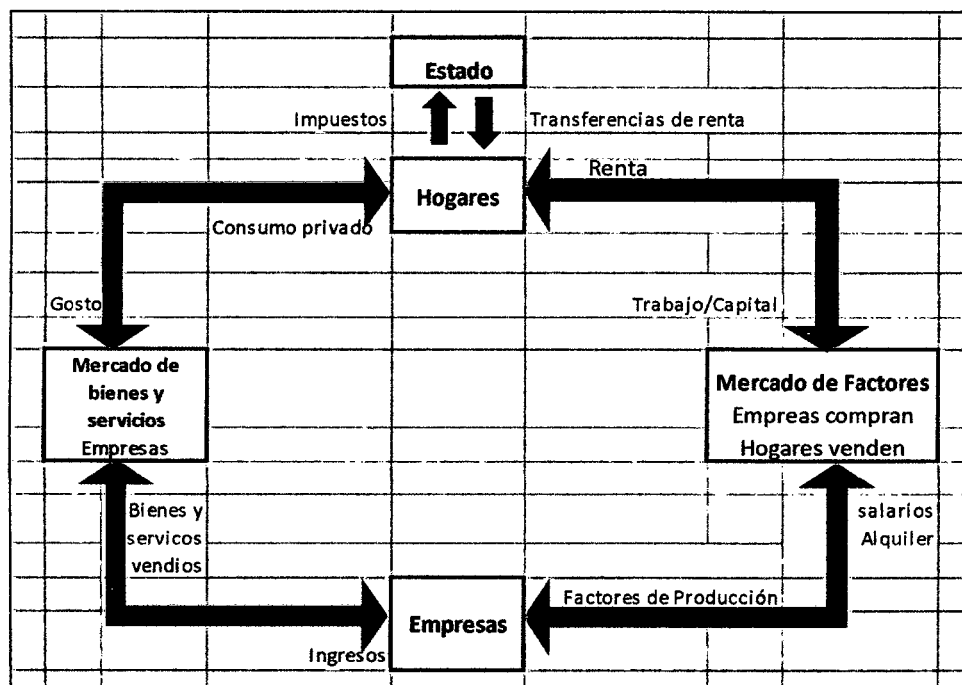 Estado
Impuestos
Transferencias de renta
Renta
Hogares
Consumo privado
Gosto
Trabajo/Capital
Mercado de
bienes y
servicios
Empresas
Mercado de Factores
Empreas compran
Hogares venden
Bienes y
servicos
vendios
salarios
Alquiler
Factores de Producción
Empresas
Ingresos